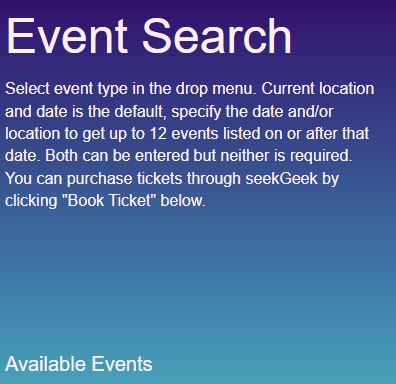 Event Search
Select event type in the drop menu. Current location
and date is the default, specify the date and/or
location to get up to 12 events listed on or after that
date. Both can be entered but neither is required.
You can purchase tickets through seekGeek by
clicking "Book Ticket" below.
Available Events